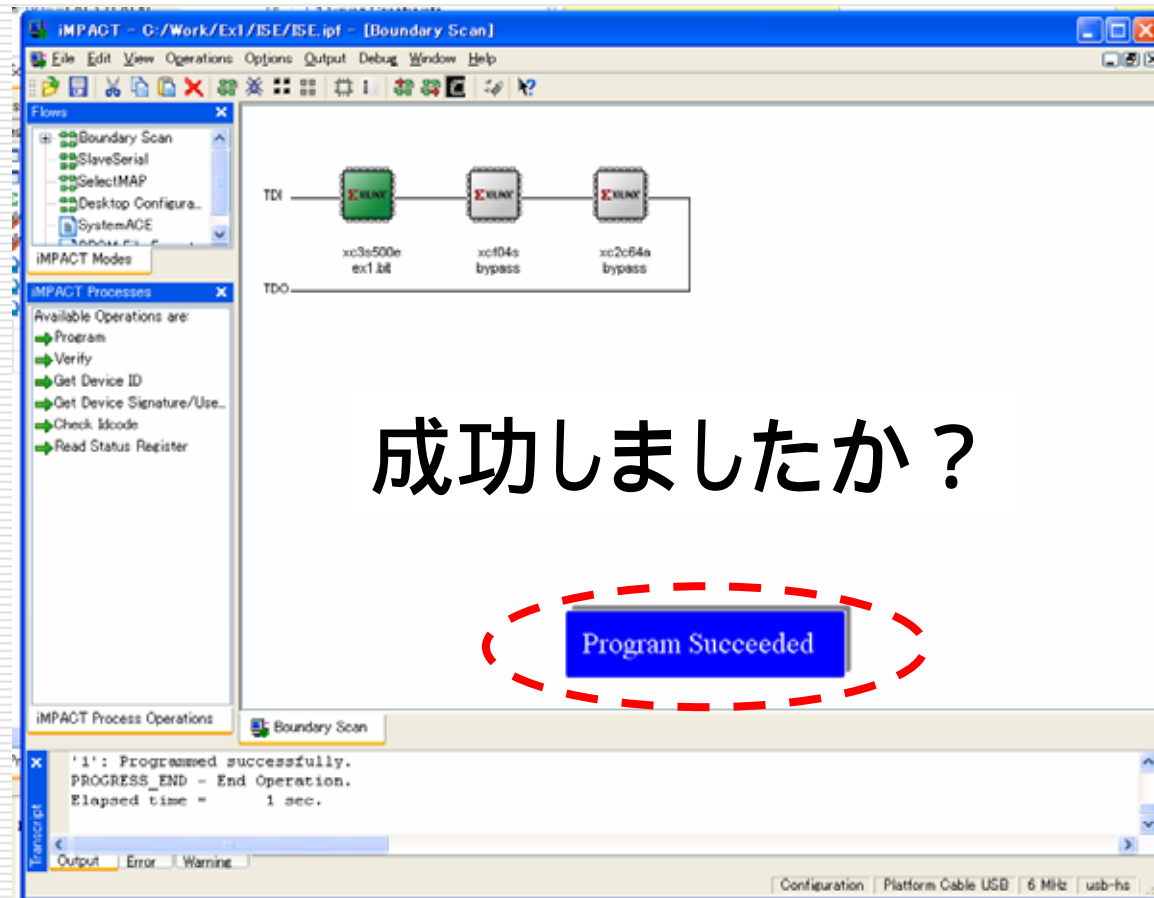 iMPACT - C:/Work/Ex1/ISE/ISE.ipf - [Boundary Scan]
File Edit View Operations Options Output Debug Window Help
Flows
Boundary Scan
SlaveSerial
SelectMAP
Desktop Configura...
SystemACE
iMPACT Modes
iMPACT Processes
Available Operations are:
Program
Verify
Get Device ID
Get Device Signature/Use...
Check Idcode
Read Status Register
iMPACT Process Operations
TDI
XILINX XILINX XILINX
xc3s500e xcf04s xc2c64a
ex1.bit bypass bypass
TDO
成功しましたか？
Program Succeeded
Boundary Scan
'1': Programmed successfully.
PROGRESS_END - End Operation.
Elapsed time = 1 sec.
Transcript
Output Error Warning
Configuration Platform Cable USB 6 MHz usb-hs